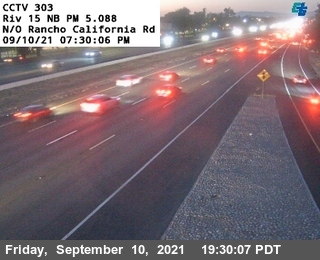 CCTV 303
Riv 15 NB PM 5.088
N/O Rancho California Rd
09/10/21 07:30:06 PM
Friday, September 10, 2021 19:30:07 PDT